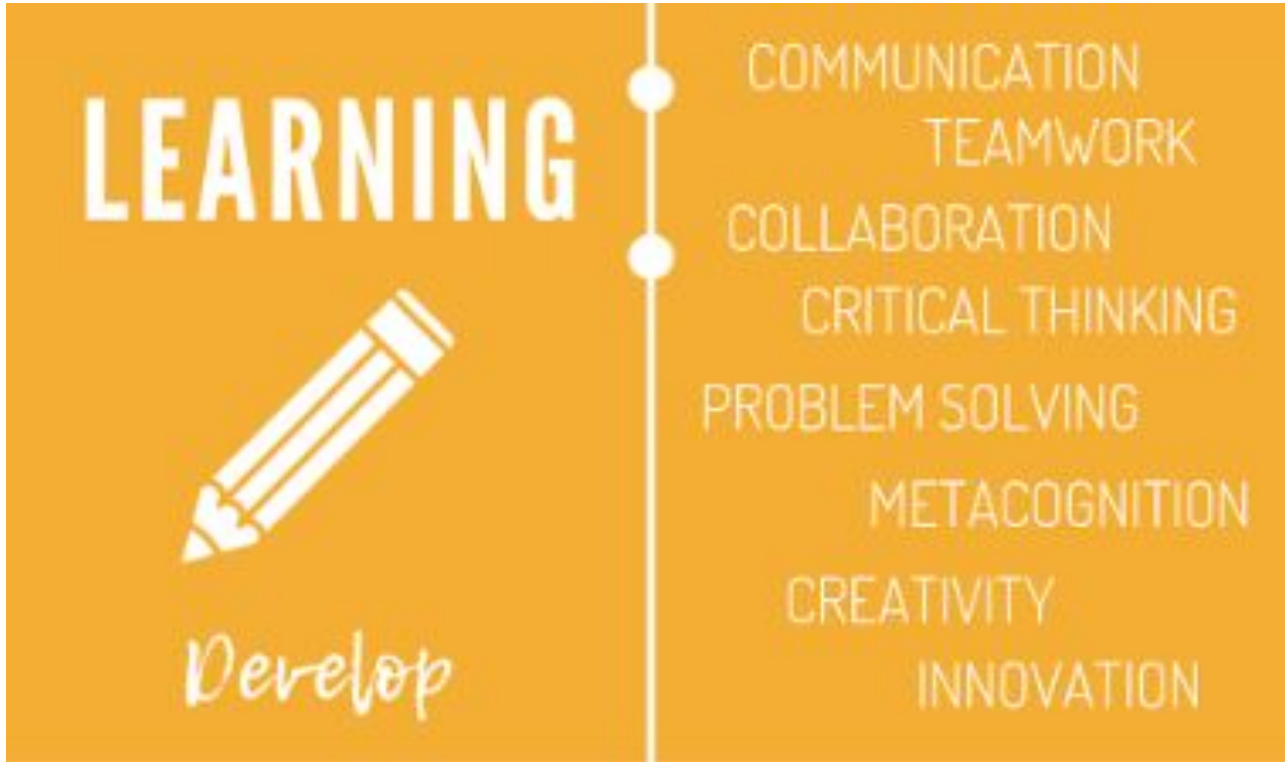 LEARNING
Develop
COMMUNICATION
TEAMWORK
COLLABORATION
CRITICAL THINKING
PROBLEM SOLVING
METACOGNITION
CREATIVITY
INNOVATION